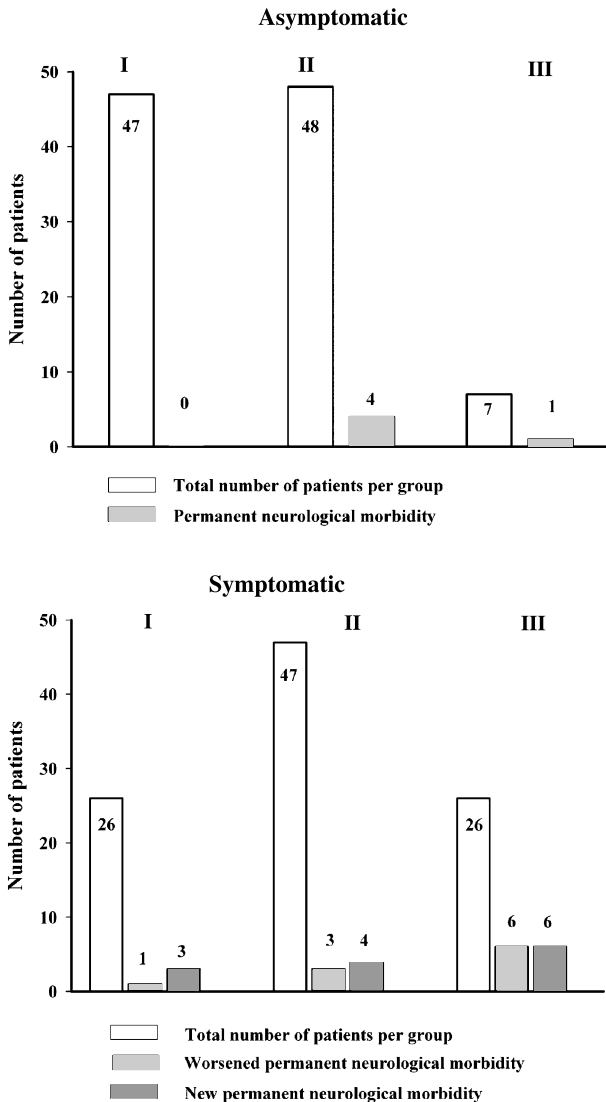 Asymptomatic
I II III
50
40
30
20
10
0
Number of patients
47
0
48
4
7
1
Total number of patients per group
Permanent neurological morbidity
Symptomatic
I II III
50
40
30
20
10
0
Number of patients
26
1
3
47
3
4
26
6
6
Total number of patients per group
Worsened permanent neurological morbidity
New permanent neurological morbidity